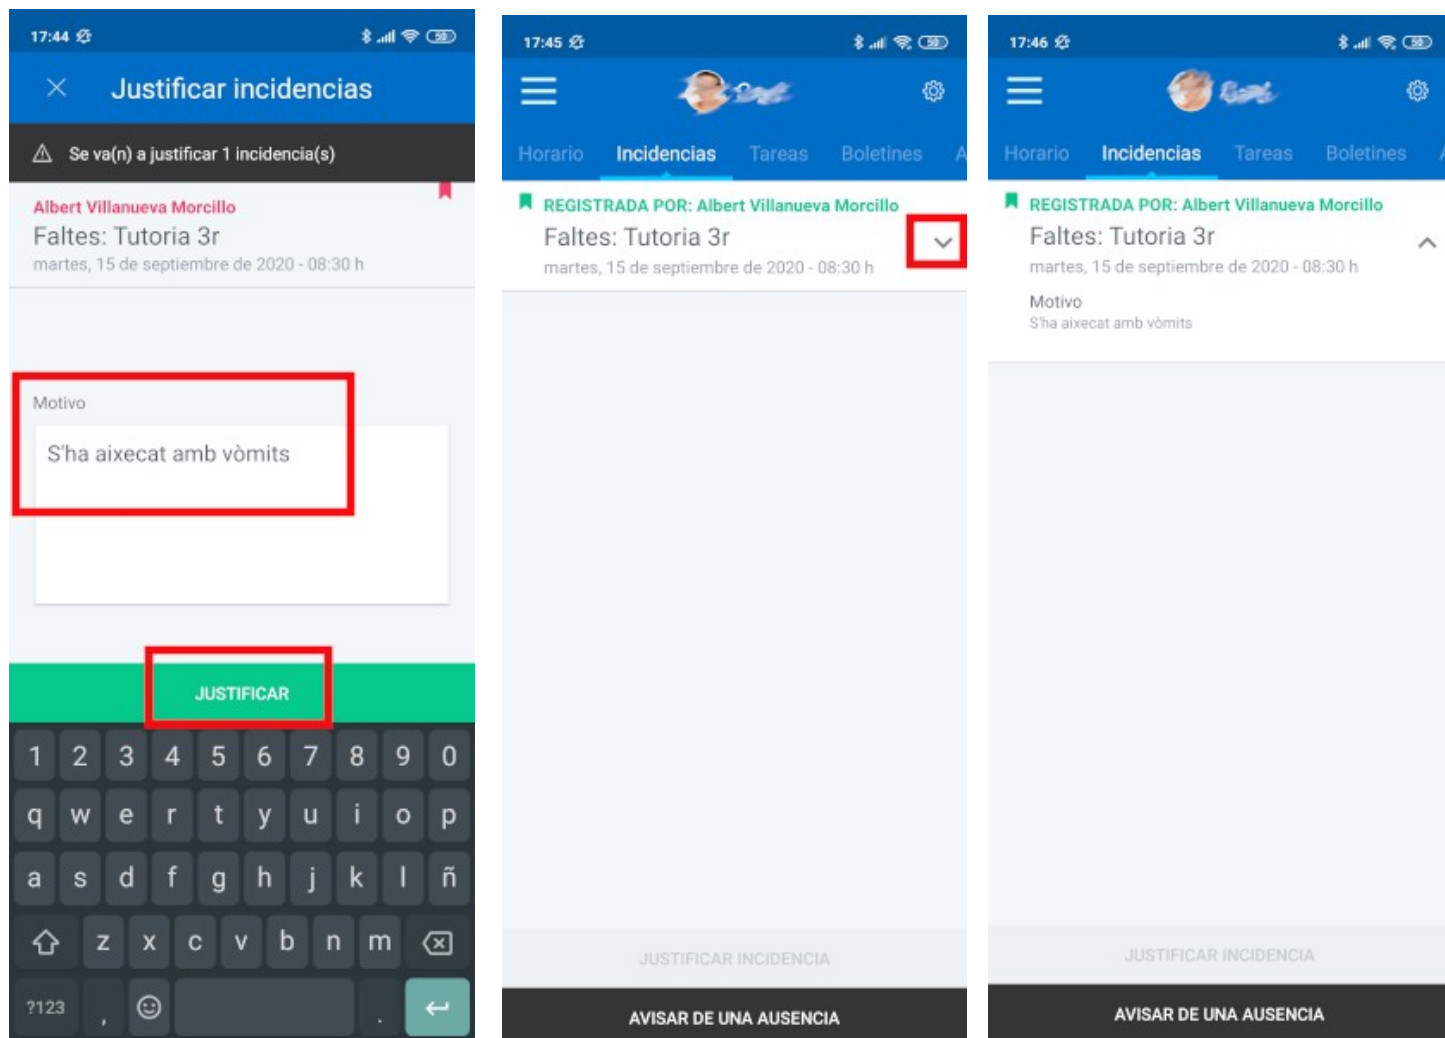 17:44
50
Justificar incidencias
Se va(n) a justificar 1 incidencia(s)
Albert Villanueva Morcillo
Faltes: Tutoria 3r
martes, 15 de septiembre de 2020 - 08:30 h
Motivo
S'ha aixecat amb vòmits
JUSTIFICAR
1 2 3 4 5 6 7 8 9 0
q w e r t y u i o p
a s d f g h j k l ñ
z x c v b n m
?123 , .
17:45
50
Horario Incidencias Tareas Boletines A
REGISTRADA POR: Albert Villanueva Morcillo
Faltes: Tutoria 3r
martes, 15 de septiembre de 2020 - 08:30 h
JUSTIFICAR INCIDENCIA
AVISAR DE UNA AUSENCIA
17:46
50
Horario Incidencias Tareas Boletines
REGISTRADA POR: Albert Villanueva Morcillo
Faltes: Tutoria 3r
martes, 15 de septiembre de 2020 - 08:30 h
Motivo
S'ha aixecat amb vòmits
JUSTIFICAR INCIDENCIA
AVISAR DE UNA AUSENCIA